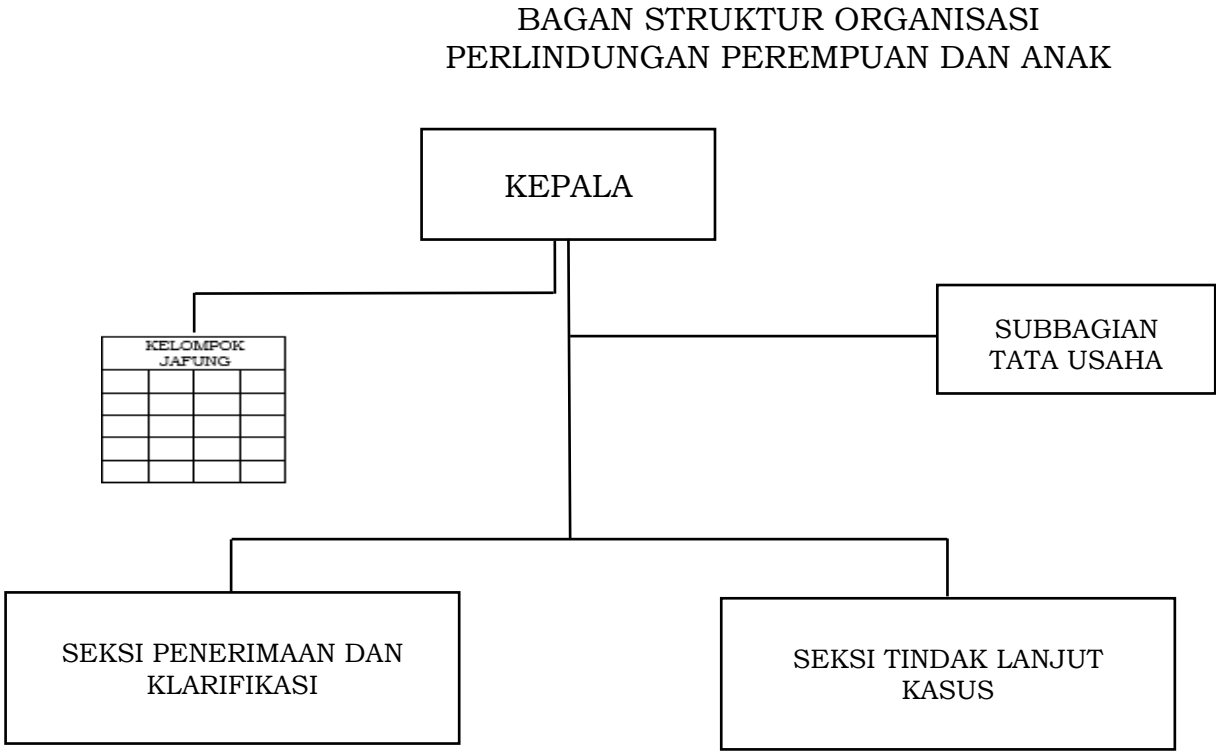 BAGAN STRUKTUR ORGANISASI
PERLINDUNGAN PEREMPUAN DAN ANAK
KEPALA
KELOMPOK
JAFUNG
SUBBAGIAN
TATA USAHA
SEKSI PENERIMAAN DAN
KLARIFIKASI
SEKSI TINDAK LANJUT
KASUS